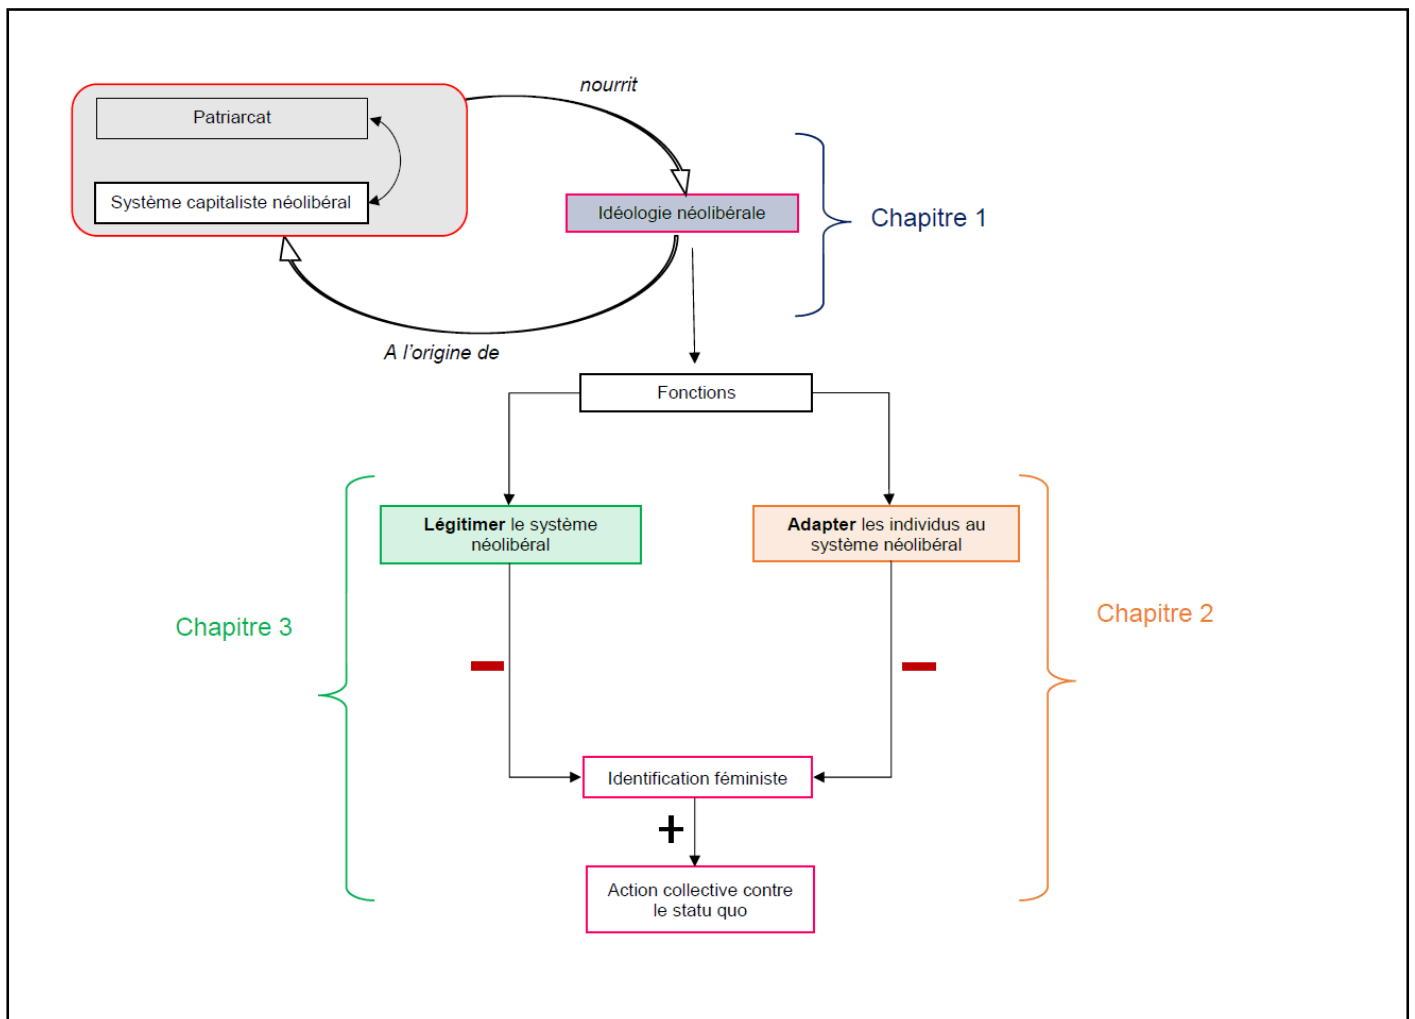 nourrit
Patriarcat
Système capitaliste néolibéral
Idéologie néolibérale
Chapitre 1
A l'origine de
Fonctions
Légitimer le système
néolibéral
Adapter les individus au
système néolibéral
Chapitre 3
Chapitre 2
Identification féministe
+
Action collective contre
le statu quo